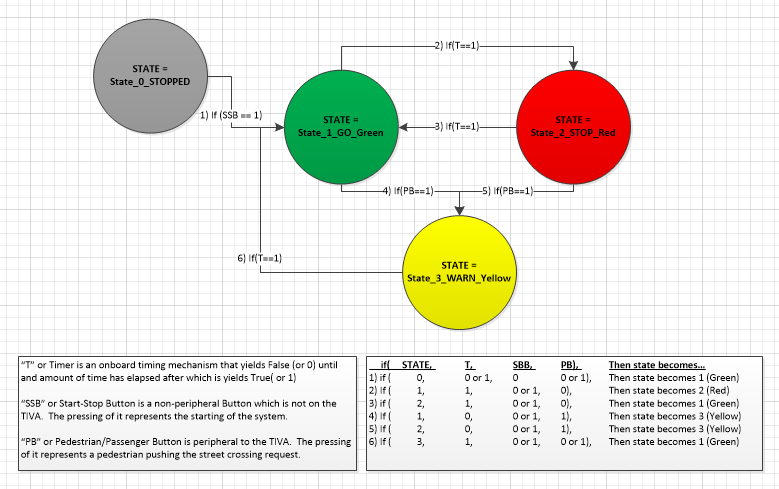 STATE =
State_0_STOPPED
1) If (SSB == 1)
2) If(T==1)
STATE =
State_1_GO_Green
3) If(T==1)
STATE =
State_2_STOP_Red
4) If(PB==1)
5) If(PB==1)
6) If(T==1)
STATE =
State_3_WARN_Yellow
"T" or Timer is an onboard timing mechanism that yields False (or 0) until
and amount of time has elapsed after which is yields True( or 1)
"SSB" or Start-Stop Button is a non-peripheral Button which is not on the
TIVA. The pressing of it represents the starting of the system.
"PB" or Pedestrian/Passenger Button is peripheral to the TIVA. The pressing
of it represents a pedestrian pushing the street crossing request.
if( STATE, T, SBB, PB), Then state becomes...
1) if ( 0, 0 or 1, 0 0 or 1), Then state becomes 1 (Green)
2) if ( 1, 1, 0 or 1, 0), Then state becomes 2 (Red)
3) if ( 2, 1, 0 or 1, 0), Then state becomes 1 (Green)
4) If ( 1, 0, 0 or 1, 1), Then state becomes 3 (Yellow)
5) If ( 2, 0, 0 or 1, 1), Then state becomes 3 (Yellow)
6) If ( 3, 1, 0 or 1, 0 or 1), Then state becomes 1 (Green)